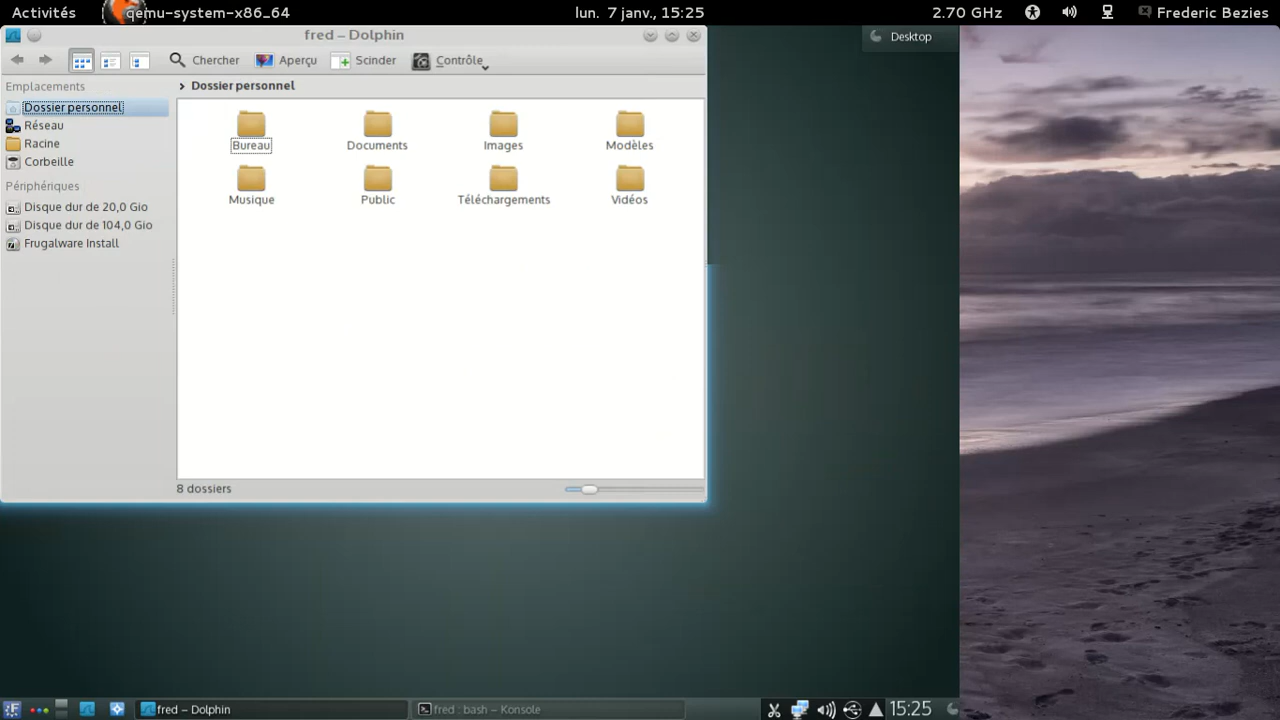 Activités qemu-system-x86_64 lun. 7 janv., 15:25 2.70 GHz Frederic Bezies
fred – Dolphin
Desktop
Chercher Aperçu Scinder Contrôle
Emplacements
Dossier personnel
Dossier personnel
Réseau
Racine
Corbeille
Périphériques
Disque dur de 20,0 Gio
Disque dur de 104,0 Gio
Frugalware Install
Bureau Documents Images Modèles
Musique Public Téléchargements Vidéos
8 dossiers
fred – Dolphin
fred : bash – Konsole
15:25